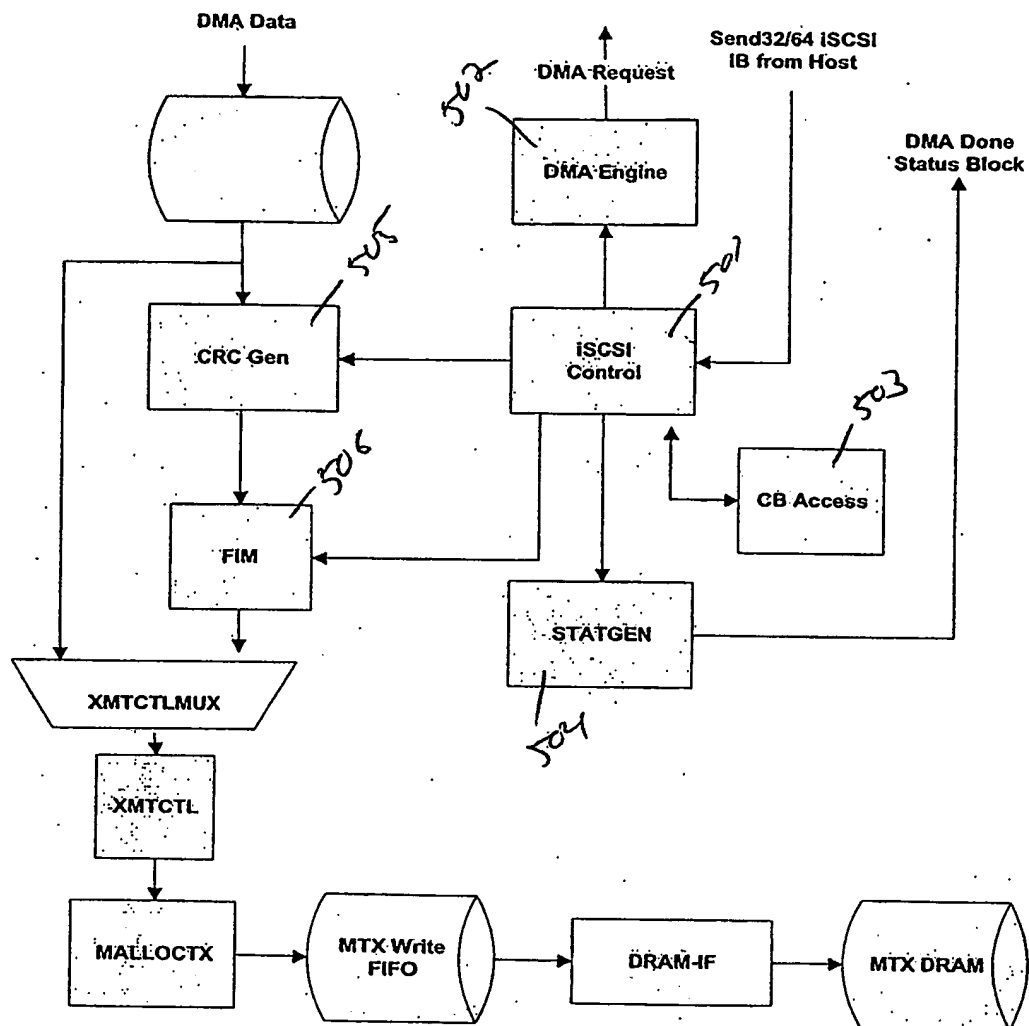 DMA Data
Send32/64 iSCSI
IB from Host
DMA Request
502
DMA Engine
DMA Done
Status Block
505
501
CRC Gen
iSCSI
Control
503
CB Access
506
FIM
STATGEN
504
XMTCTLMUX
XMTCTL
MALLOCTX
MTX Write
FIFO
DRAM-IF
MTX DRAM